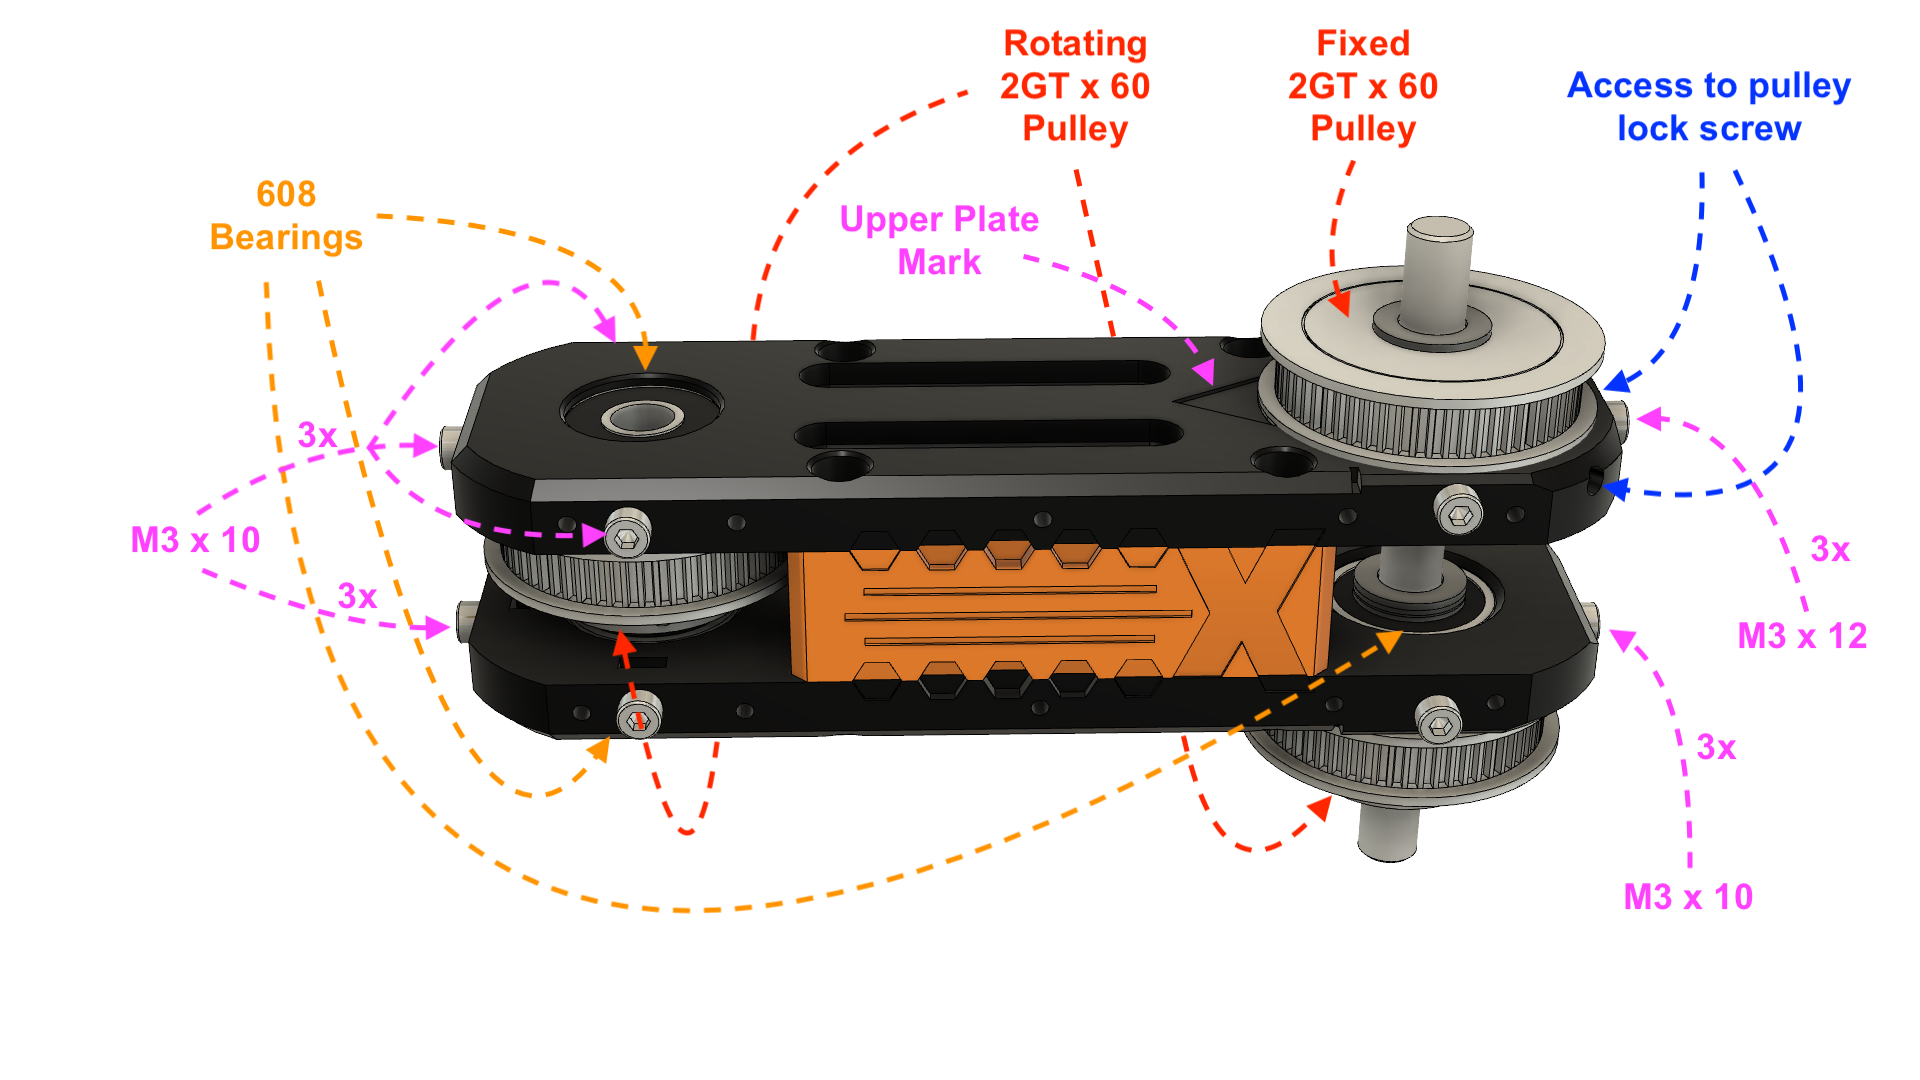 Rotating
2GT x 60
Pulley
Fixed
2GT x 60
Pulley
Access to pulley
lock screw
608
Bearings
Upper Plate
Mark
3x
M3 x 10
3x
3x
M3 x 12
3x
M3 x 10
X